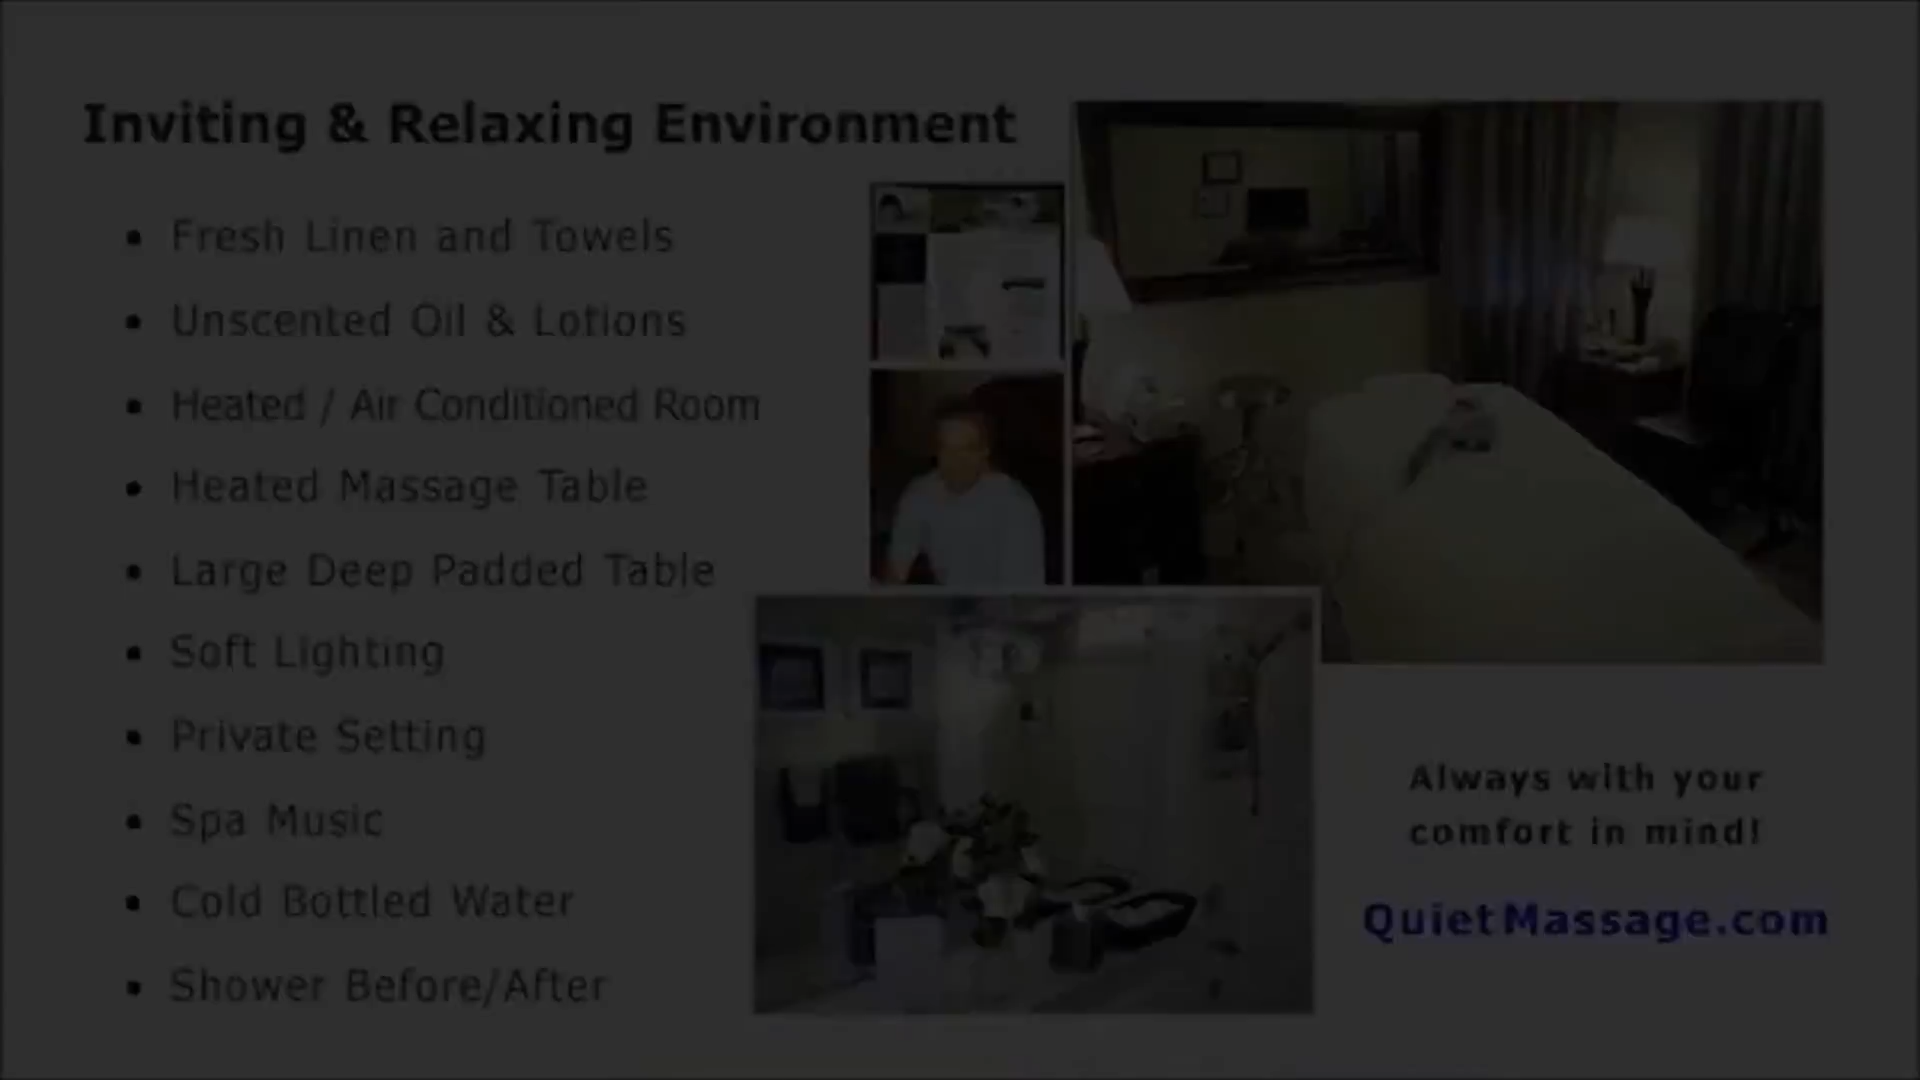 Inviting & Relaxing Environment
• Fresh Linen and Towels
• Unscented Oil & Lotions
• Heated / Air Conditioned Room
• Heated Massage Table
• Large Deep Padded Table
• Soft Lighting
• Private Setting
• Spa Music
• Cold Bottled Water
• Shower Before/After
Always with your
comfort in mind!
QuietMassage.com